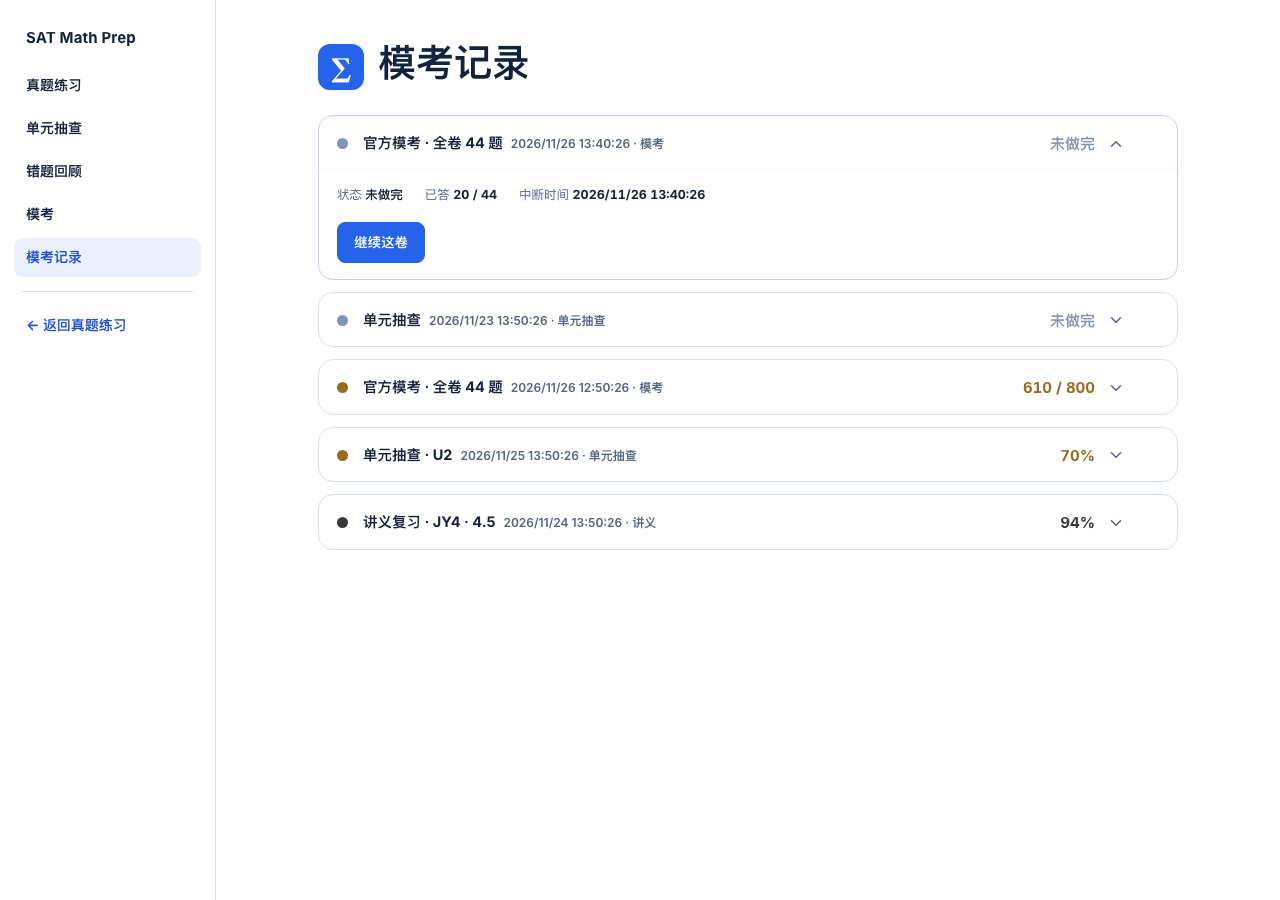 SAT Math Prep
真题练习
单元抽查
错题回顾
模考
模考记录
← 返回真题练习
Σ 模考记录
官方模考 · 全卷 44 题 2026/11/26 13:40:26 · 模考 未做完
状态 未做完 已答 20 / 44 中断时间 2026/11/26 13:40:26
继续这卷
单元抽查 2026/11/23 13:50:26 · 单元抽查 未做完
官方模考 · 全卷 44 题 2026/11/26 12:50:26 · 模考 610 / 800
单元抽查 · U2 2026/11/25 13:50:26 · 单元抽查 70%
讲义复习 · JY4 · 4.5 2026/11/24 13:50:26 · 讲义 94%